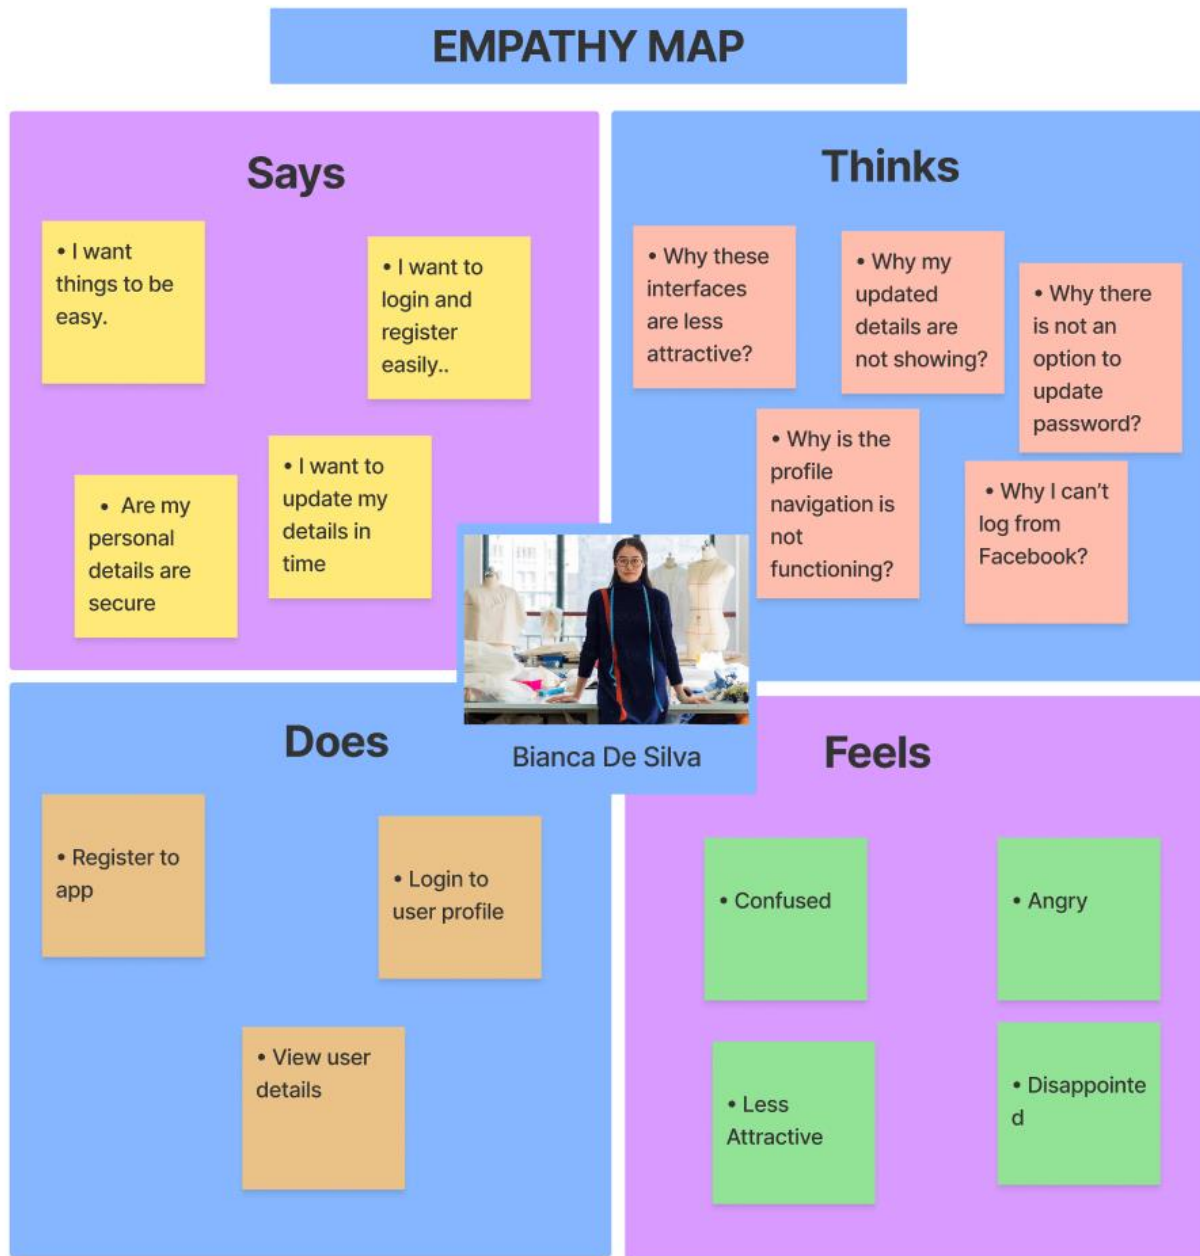 EMPATHY MAP
Says
• I want
things to be
easy.
• I want to
login and
register
easily..
• Are my
personal
details are
secure
• I want to
update my
details in
time
Thinks
• Why these
interfaces
are less
attractive?
• Why my
updated
details are
not showing?
• Why there
is not an
option to
update
password?
• Why is the
profile
navigation is
not
functioning?
• Why I can't
log from
Facebook?
Bianca De Silva
Does
• Register to
app
• Login to
user profile
• View user
details
Feels
• Confused
• Angry
• Less
Attractive
• Disappointe
d